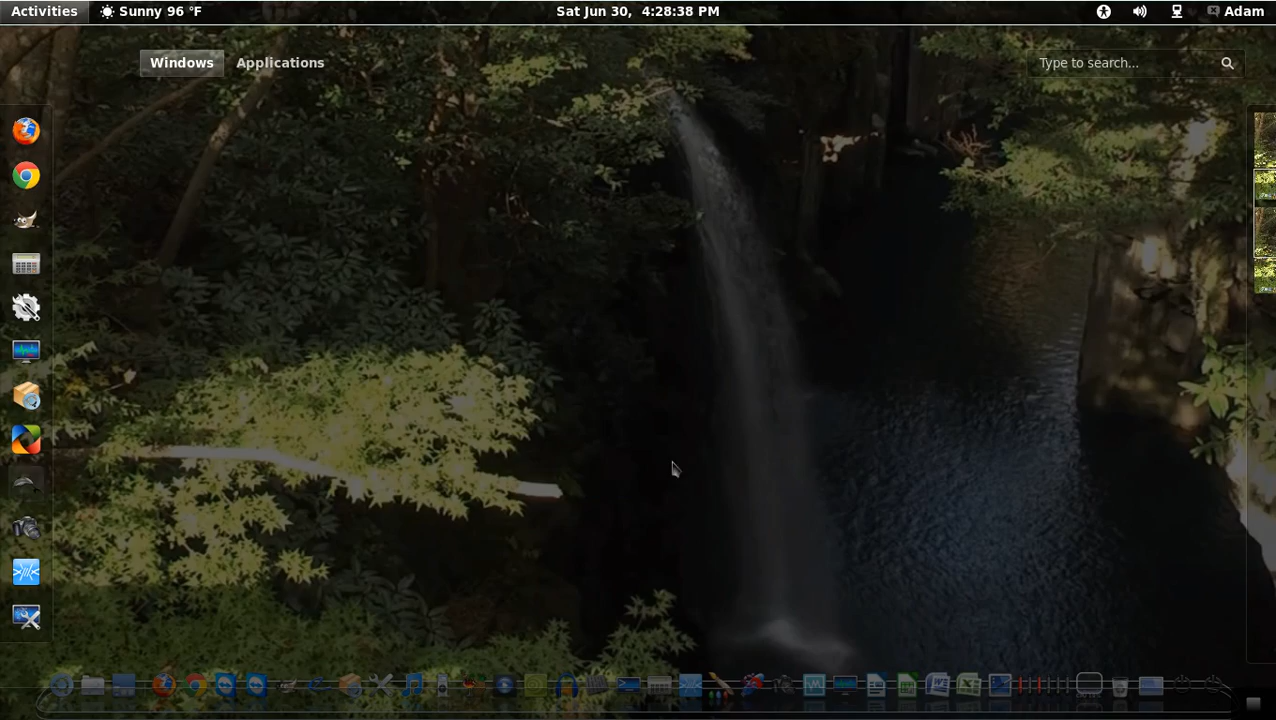 Activities Sunny 96 °F Sat Jun 30, 4:28:38 PM Adam
Windows Applications Type to search...